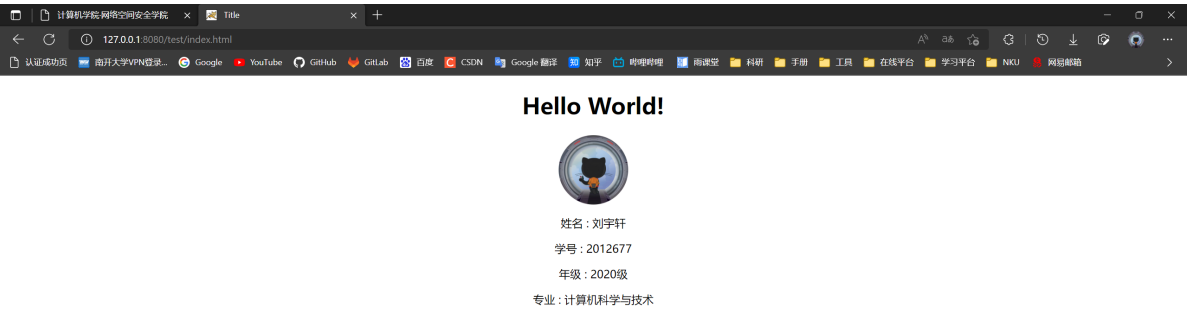 计算机学院-网络空间安全学院 Title
127.0.0.1:8080/test/index.html
认证成功页 南开大学VPN登录... Google YouTube GitHub GitLab 百度 CSDN Google 翻译 知乎 哔哩哔哩 雨课堂 科研 手册 工具 在线平台 学习平台 NKU 网易邮箱
Hello World!
姓名 : 刘宇轩
学号 : 2012677
年级 : 2020级
专业 : 计算机科学与技术